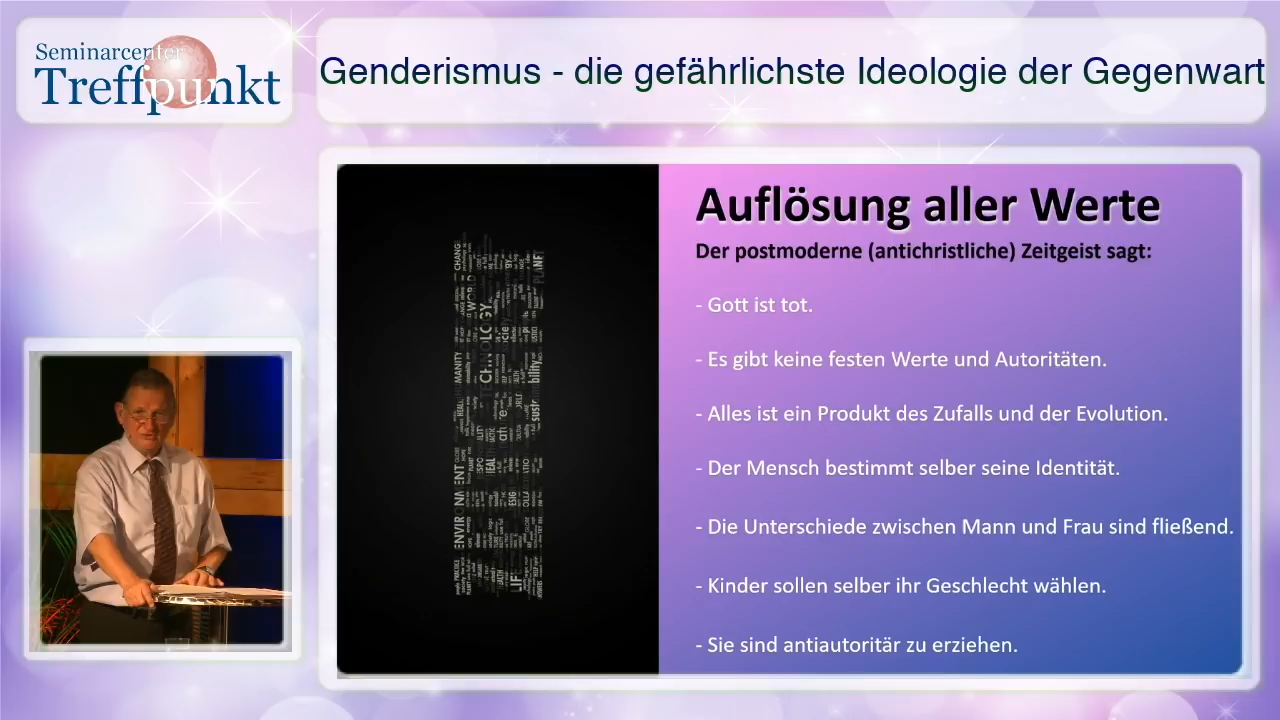 Seminarcenter
Treffpunkt
Genderismus - die gefährlichste Ideologie der Gegenwart
Auflösung aller Werte
Der postmoderne (antichristliche) Zeitgeist sagt:
- Gott ist tot.
- Es gibt keine festen Werte und Autoritäten.
- Alles ist ein Produkt des Zufalls und der Evolution.
- Der Mensch bestimmt selber seine Identität.
- Die Unterschiede zwischen Mann und Frau sind fließend.
- Kinder sollen selber ihr Geschlecht wählen.
- Sie sind antiautoritär zu erziehen.
TECHNOLOGY
WORLD
LIFE